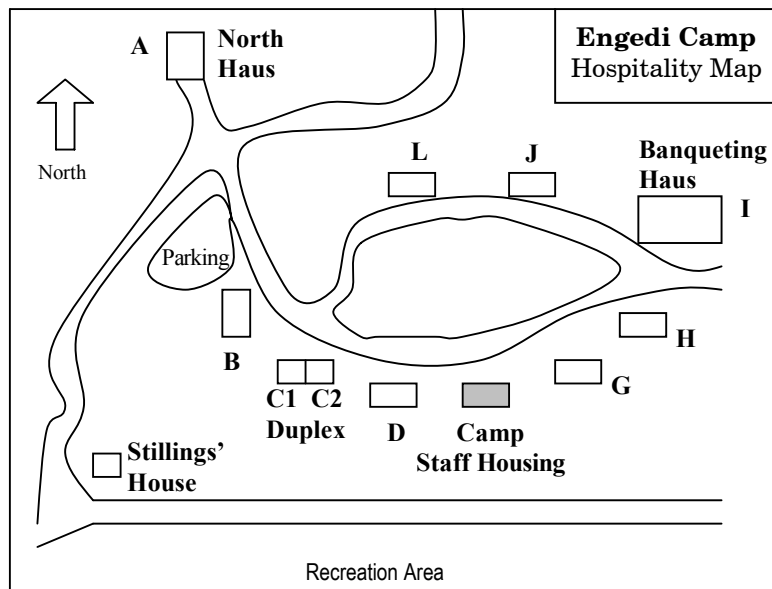 Engedi Camp
Hospitality Map
A
North
Haus
North
L
J
Banqueting
Haus
I
Parking
B
H
G
C1 C2
Duplex
D
Camp
Staff Housing
Stillings’
House
Recreation Area